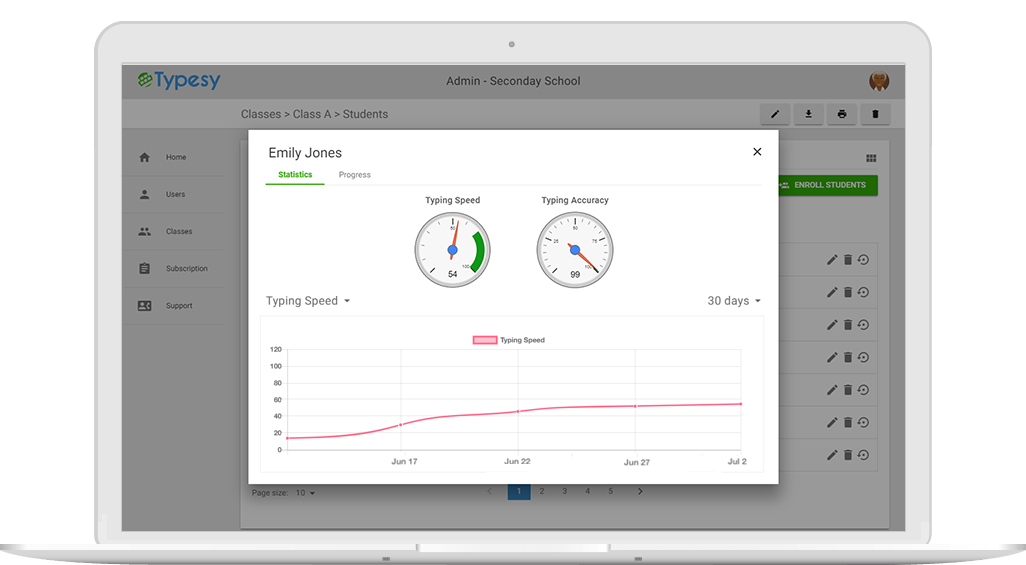 Typesy
Admin - Seconday School
Classes > Class A > Students
Home
Users
Classes
Subscription
Support
ENROLL STUDENTS
Emily Jones
Statistics
Progress
Typing Speed
50
100
54
Typing Accuracy
25
50
75
100
99
Typing Speed
30 days
Typing Speed
120
100
80
60
40
20
0
Jun 17
Jun 22
Jun 27
Jul 2
Page size: 10
< 1 2 3 4 5 >